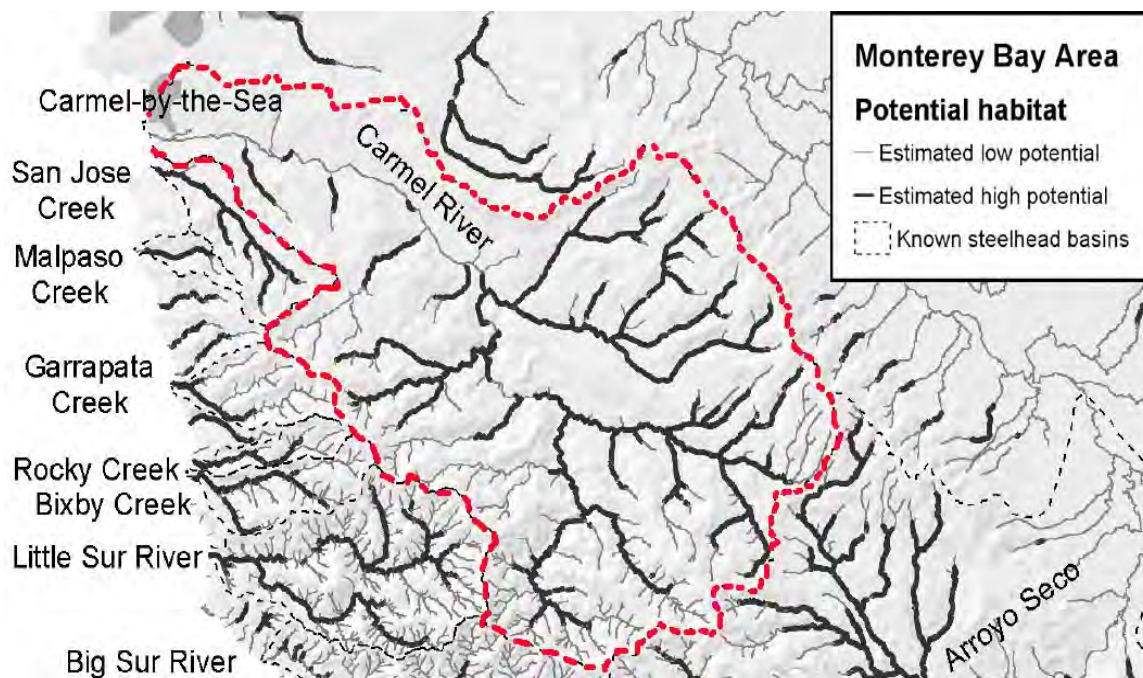 Monterey Bay Area
Potential habitat
Estimated low potential
Estimated high potential
Known steelhead basins
Carmel-by-the-Sea
Carmel River
San Jose
Creek
Malpaso
Creek
Garrapata
Creek
Rocky Creek
Bixby Creek
Little Sur River
Big Sur River
Arroyo Seco